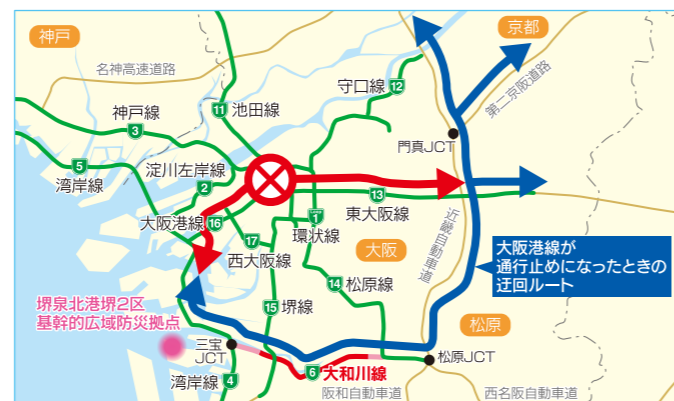 神戸
京都
名神高速道路
守口線
12
第二京阪道路
11
池田線
神戸線
3
門真JCT
5
湾岸線
淀川左岸線
2
13
東大阪線
大阪港線
16
1
環状線
17
西大阪線
大阪
近畿自動車道
大阪港線が
通行止めになったときの
迂回ルート
14
松原線
15
堺線
堺泉北港堺2区
基幹的広域防災拠点
松原
三宝
JCT
松原JCT
6
大和川線
湾岸線
4
阪和自動車道
西名阪自動車道